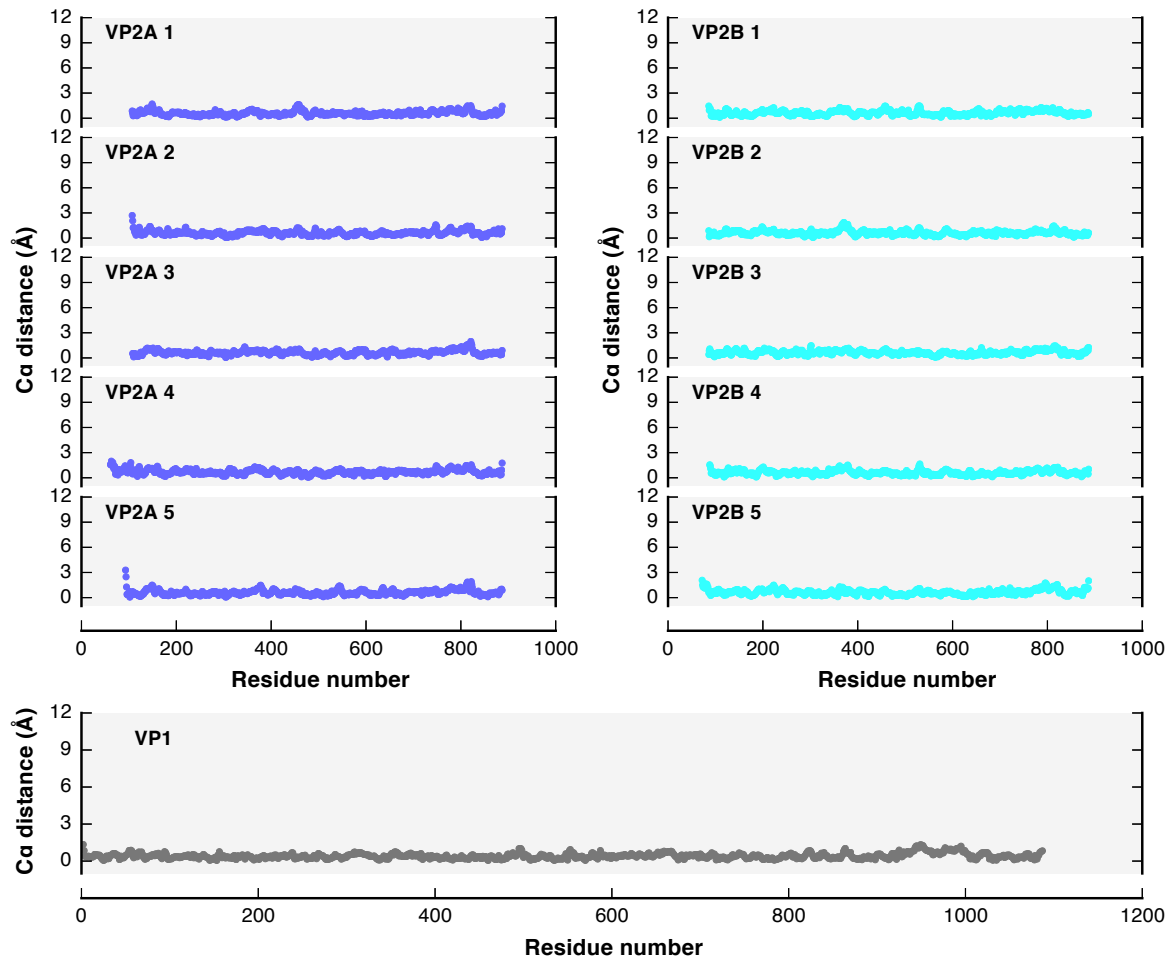 VP2A 1
12
9
6
3
0
VP2A 2
12
9
6
3
0
VP2A 3
12
9
6
3
0
VP2A 4
12
9
6
3
0
VP2A 5
12
9
6
3
0
Cα distance (Å)
0 200 400 600 800 1000
Residue number
VP2B 1
12
9
6
3
0
VP2B 2
12
9
6
3
0
VP2B 3
12
9
6
3
0
VP2B 4
12
9
6
3
0
VP2B 5
12
9
6
3
0
Cα distance (Å)
0 200 400 600 800 1000
Residue number
VP1
12
9
6
3
0
Cα distance (Å)
0 200 400 600 800 1000 1200
Residue number